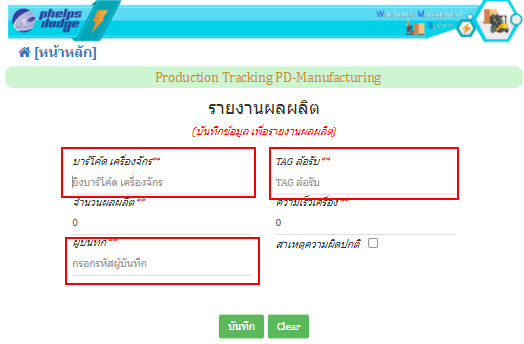 phelps
dodge
Warehouse Management
System
[หน้าหลัก]
Production Tracking PD-Manufacturing
รายงานผลผลิต
(บันทึกข้อมูล เพื่อรายงานผลผลิต)
บาร์โค้ด เครื่องจักร** TAG ล้อรับ**
ยิงบาร์โค้ด เครื่องจักร TAG ล้อรับ
จำนวนผลผลิต** ความเร็วเครื่อง**
0 0
ผู้บันทึก** สาเหตุความผิดปกติ
กรอกรหัสผู้บันทึก
บันทึก Clear